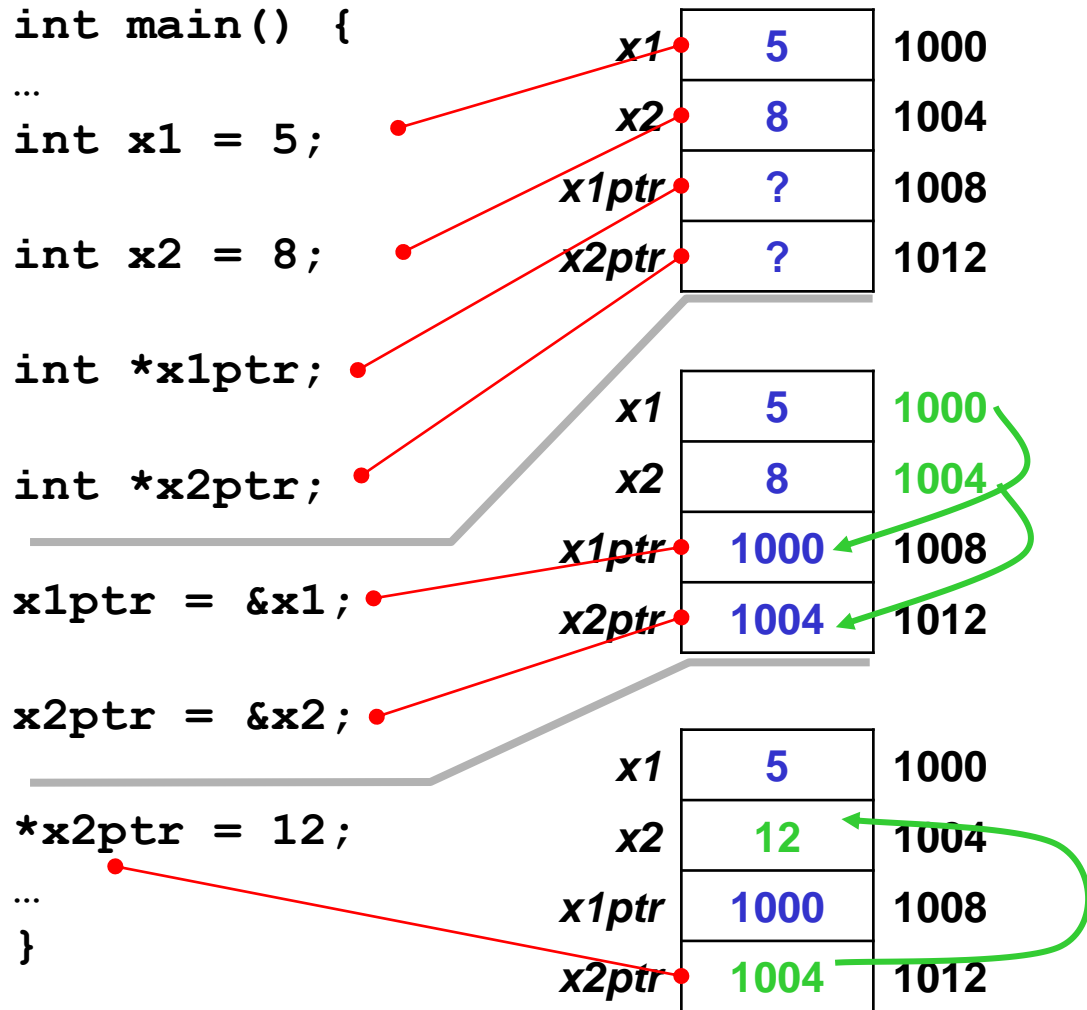 int main() {
…
int x1 = 5;
int x2 = 8;
int *x1ptr;
int *x2ptr;
x1ptr = &x1;
x2ptr = &x2;
*x2ptr = 12;
…
}
x1 5 1000
x2 8 1004
x1ptr ? 1008
x2ptr ? 1012
x1 5 1000
x2 8 1004
x1ptr 1000 1008
x2ptr 1004 1012
x1 5 1000
x2 12 1004
x1ptr 1000 1008
x2ptr 1004 1012